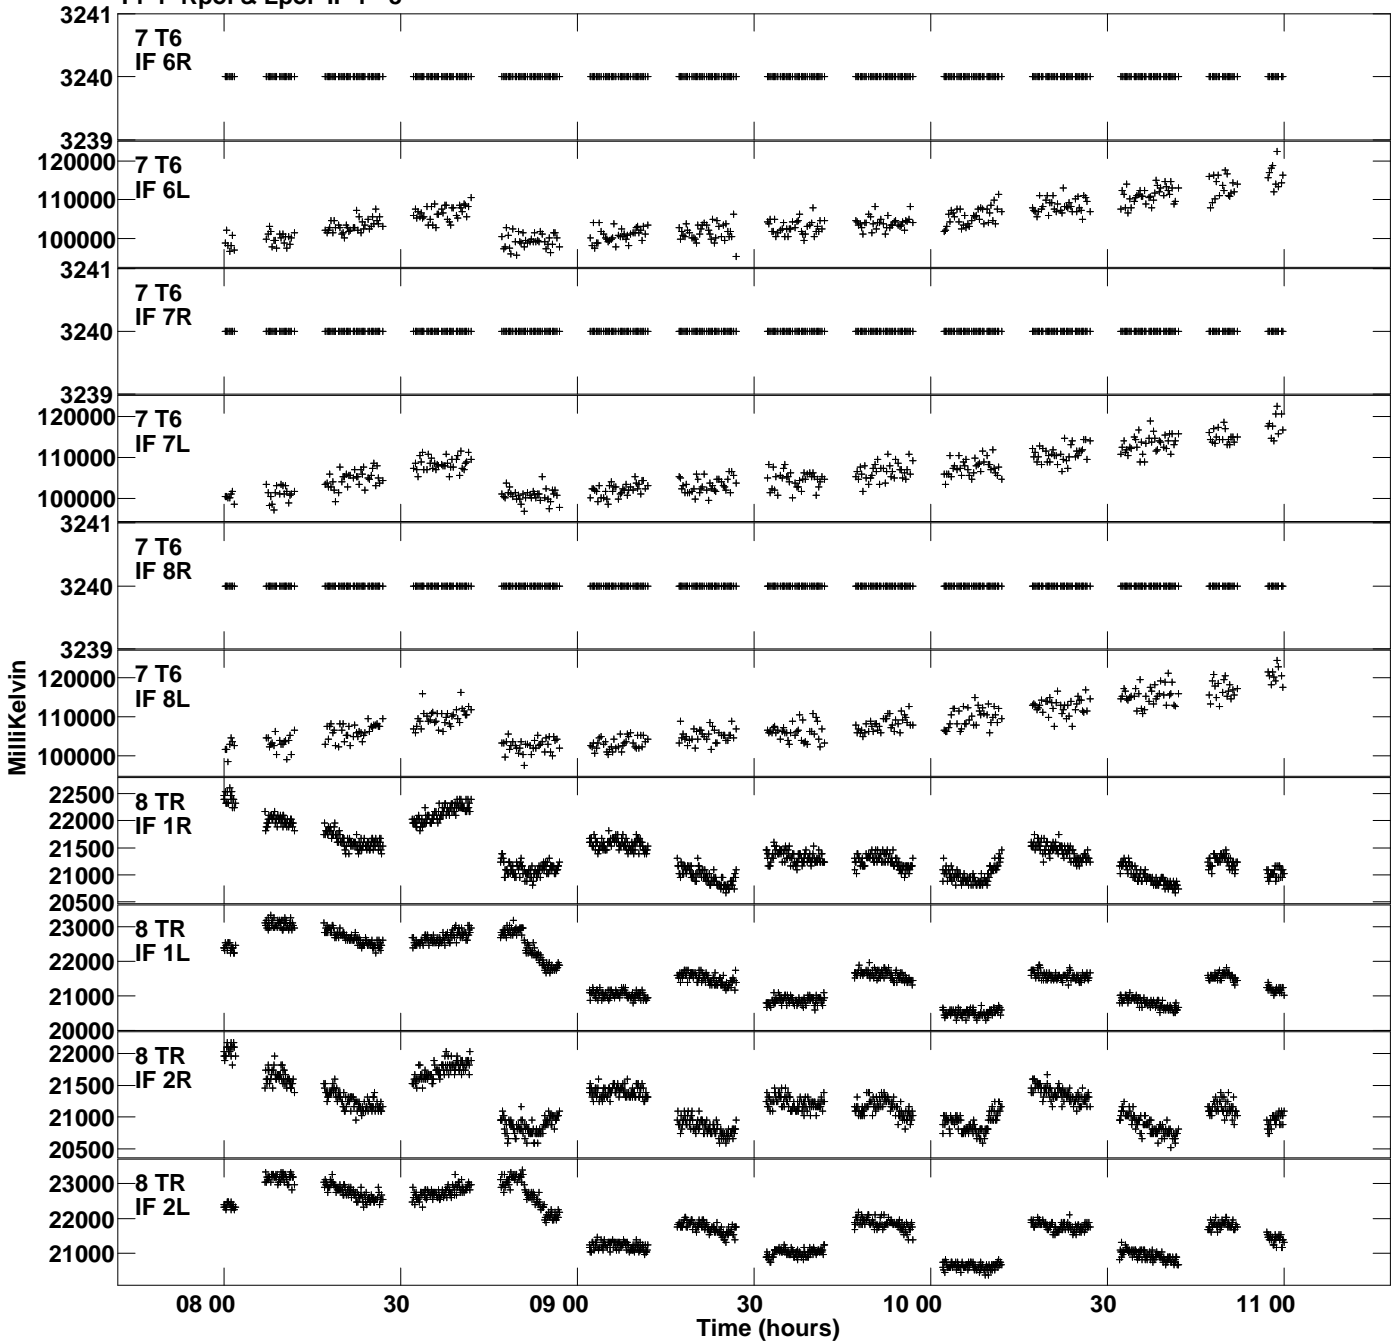 3241
7 T6
IF 6R
3240
3239
120000
7 T6
IF 6L
110000
100000
3241
7 T6
IF 7R
3240
3239
120000
7 T6
IF 7L
110000
100000
3241
7 T6
IF 8R
3240
3239
MilliKelvin
120000
7 T6
IF 8L
110000
100000
22500
8 TR
IF 1R
22000
21500
21000
20500
23000
8 TR
IF 1L
22000
21000
20000
22000
8 TR
IF 2R
21500
21000
20500
23000
8 TR
IF 2L
22000
21000
08 00 30 09 00 30 10 00 30 11 00
Time (hours)